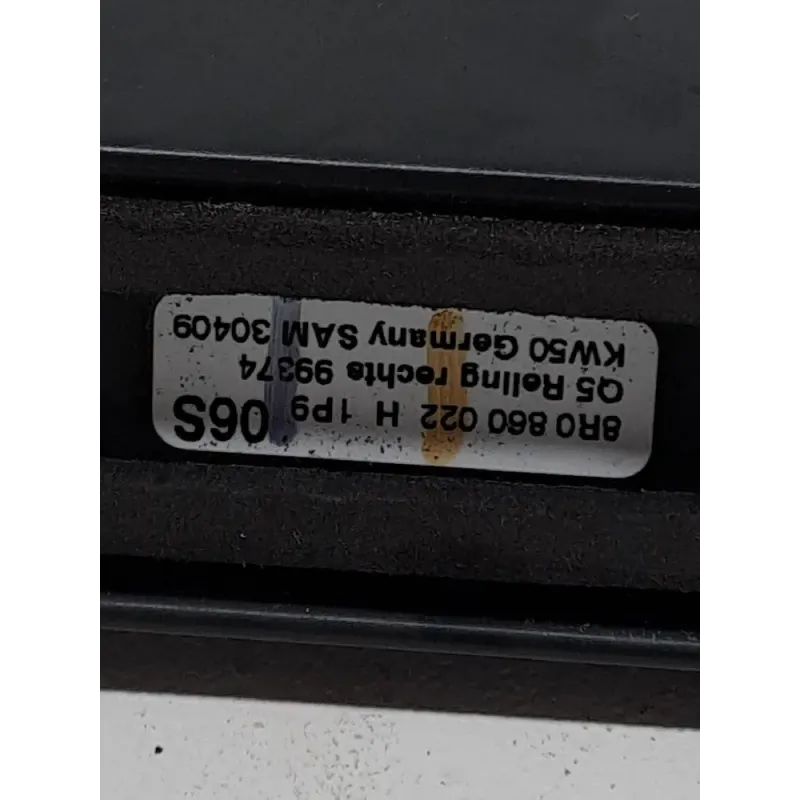 8R0 860 022 H 1P9 06S
Q5 Reling rechts 99374
KW50 Germany SAM 30409